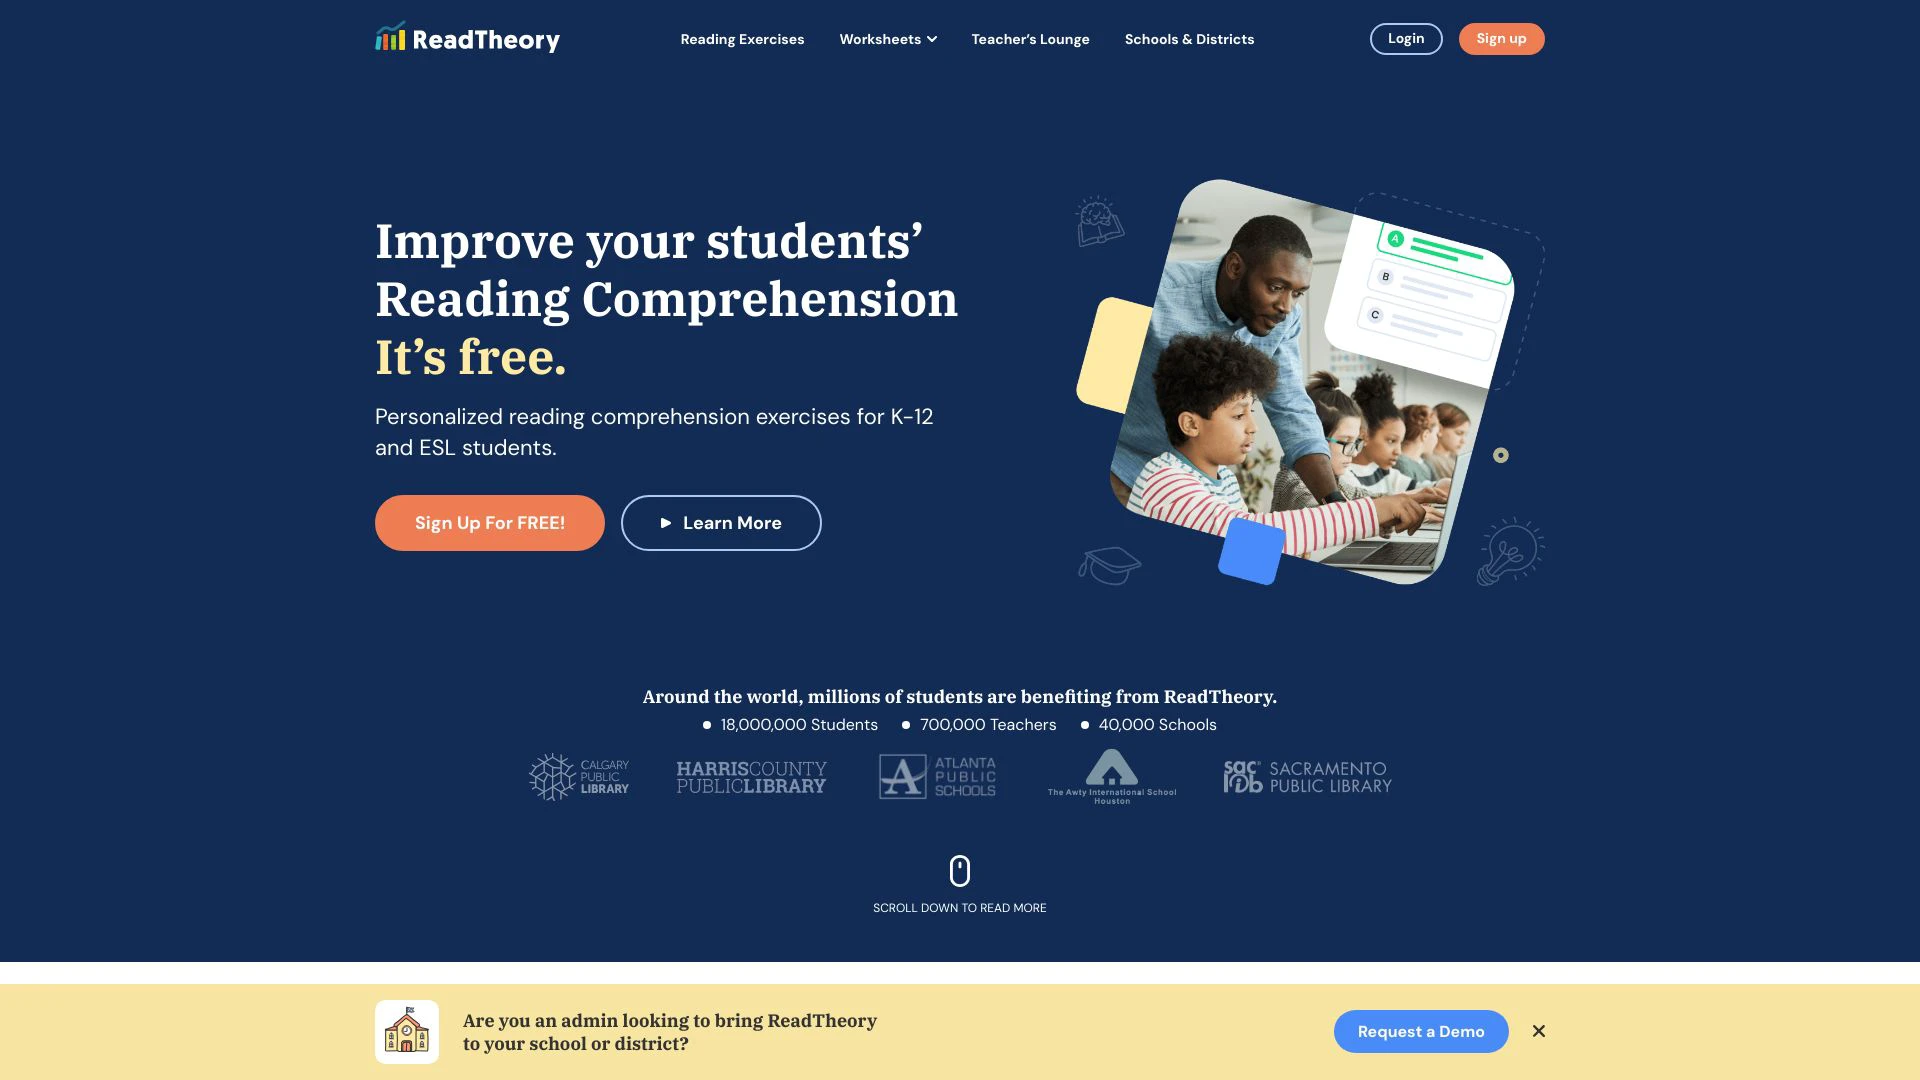 ReadTheory
Reading Exercises
Worksheets
Teacher’s Lounge
Schools & Districts
Login
Sign up
Improve your students’
Reading Comprehension
It’s free.
Personalized reading comprehension exercises for K-12
and ESL students.
Sign Up For FREE!
Learn More
A
B
C
Around the world, millions of students are benefiting from ReadTheory.
18,000,000 Students
700,000 Teachers
40,000 Schools
CALGARY
PUBLIC
LIBRARY
HARRISCOUNTY
PUBLICLIBRARY
A
ATLANTA
PUBLIC
SCHOOLS
The Awty International School
Houston
sac
lib
SACRAMENTO
PUBLIC LIBRARY
SCROLL DOWN TO READ MORE
Are you an admin looking to bring ReadTheory
to your school or district?
Request a Demo